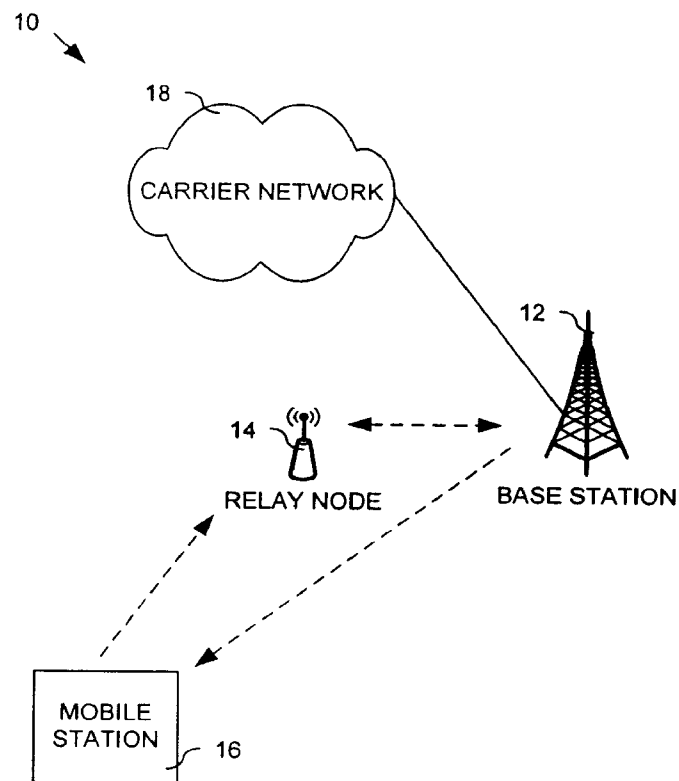 10
18
CARRIER NETWORK
12
14
RELAY NODE
BASE STATION
MOBILE
STATION
16